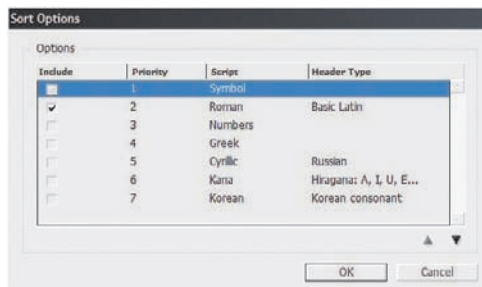 Sort Options
Options
Include Priority Script Header Type
1 Symbol
2 Roman Basic Latin
3 Numbers
4 Greek
5 Cyrillic Russian
6 Kana Hiragana: A, I, U, E...
7 Korean Korean consonant
OK Cancel